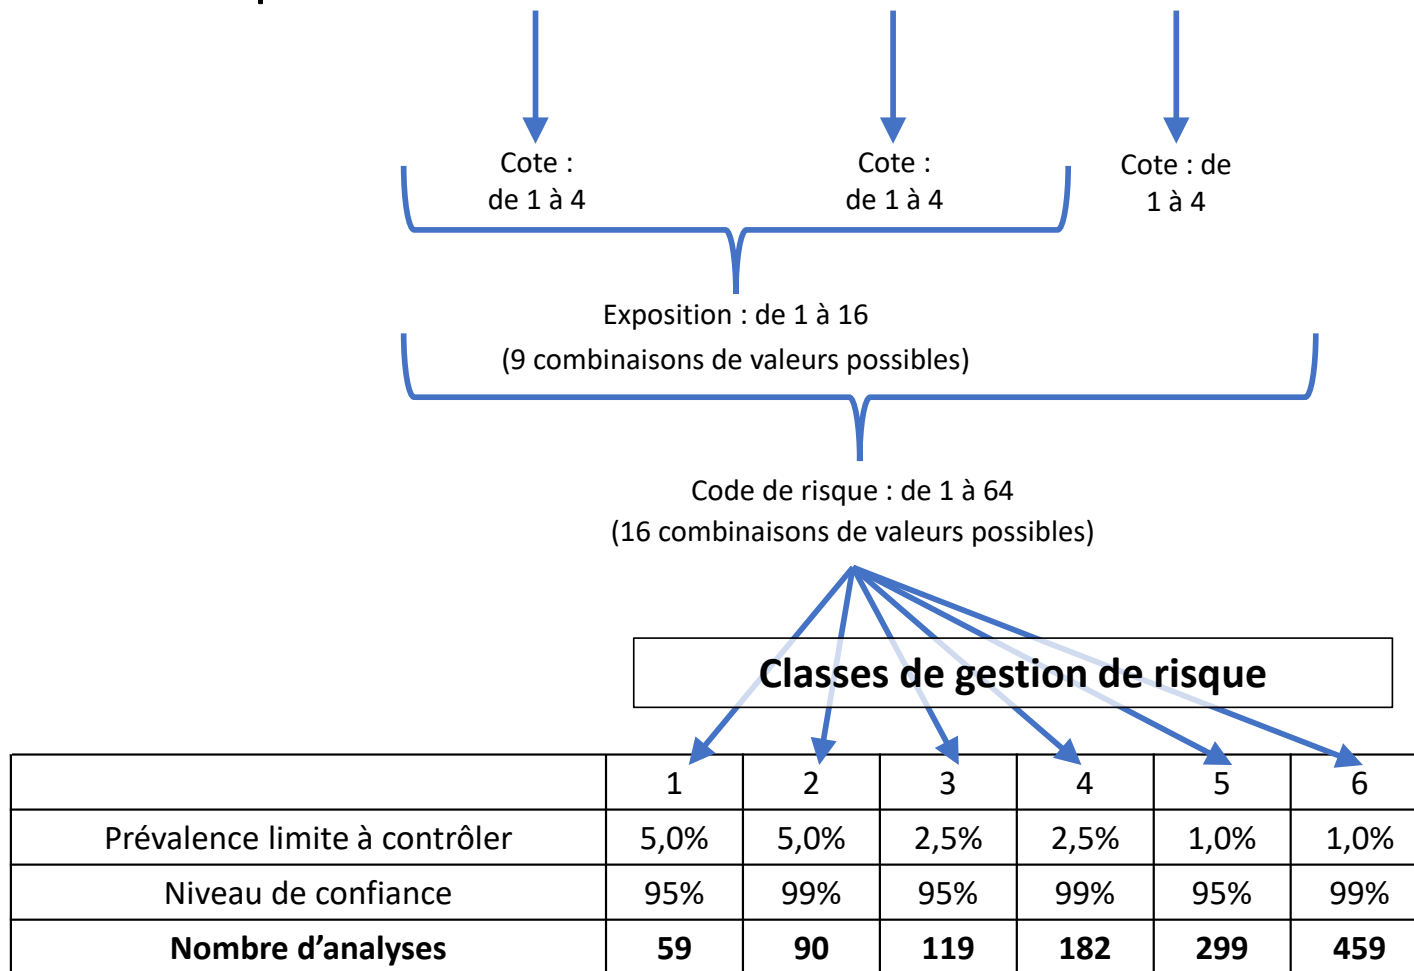 Cote :
de 1 à 4
Cote :
de 1 à 4
Cote : de
1 à 4
Exposition : de 1 à 16
(9 combinaisons de valeurs possibles)
Code de risque : de 1 à 64
(16 combinaisons de valeurs possibles)
Classes de gestion de risque
1 2 3 4 5 6
Prévalence limite à contrôler 5,0% 5,0% 2,5% 2,5% 1,0% 1,0%
Niveau de confiance 95% 99% 95% 99% 95% 99%
Nombre d’analyses 59 90 119 182 299 459